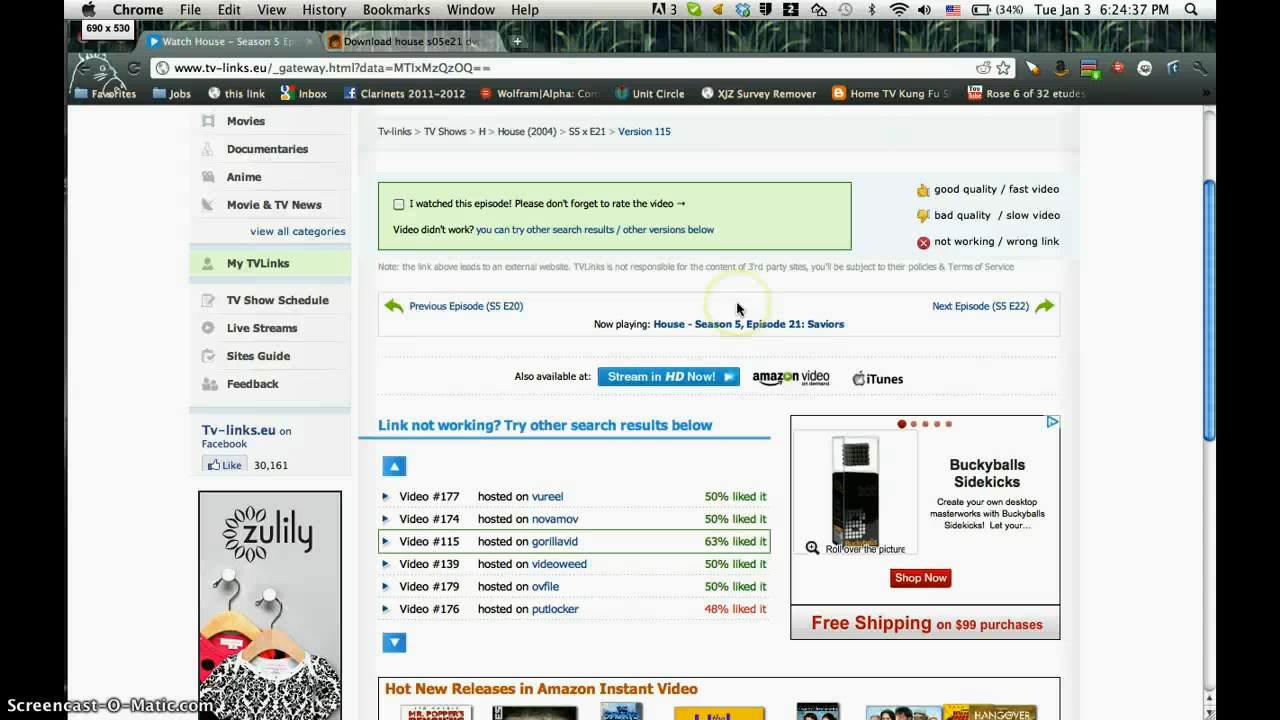 Chrome File Edit View History Bookmarks Window Help 3 2 (34%) Tue Jan 3 6:24:37 PM
690 x 530
Watch House – Season 5 Ep
Download house s05e21 dv
www.tv-links.eu/_gateway.html?data=MTIxMzQzOQ==
Favorites Jobs this link Inbox Clarinets 2011-2012 Wolfram|Alpha: Com Unit Circle XJZ Survey Remover Home TV Kung Fu S Rose 6 of 32 etudes
Movies
Documentaries
Anime
Movie & TV News
view all categories
My TVLinks
TV Show Schedule
Live Streams
Sites Guide
Feedback
Tv-links.eu on
Facebook
Like 30,161
zulily
Tv-links > TV Shows > H > House (2004) > S5 x E21 > Version 115
I watched this episode! Please don't forget to rate the video →
Video didn't work? you can try other search results / other versions below
good quality / fast video
bad quality / slow video
not working / wrong link
Note: the link above leads to an external website. TVLinks is not responsible for the content of 3'rd party sites, you'll be subject to their policies & Terms of Service
Previous Episode (S5 E20)
Next Episode (S5 E22)
Now playing: House - Season 5, Episode 21: Saviors
Also available at: Stream in HD Now! amazon video on demand iTunes
Link not working? Try other search results below
Video #177 hosted on vureel 50% liked it
Video #174 hosted on novamov 50% liked it
Video #115 hosted on gorillavid 63% liked it
Video #139 hosted on videoweed 50% liked it
Video #179 hosted on ovfile 50% liked it
Video #176 hosted on putlocker 48% liked it
Buckyballs
Sidekicks
Create your own desktop
masterworks with Buckyballs
Sidekicks! Let your...
Roll over the picture
Shop Now
Free Shipping on $99 purchases
Hot New Releases in Amazon Instant Video
MR. POPPER'S
HANGOVER
Screencast-O-Matic.com